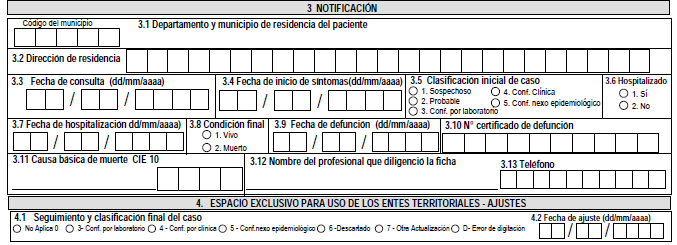 3 NOTIFICACIÓN
Código del municipio
3.1 Departamento y municipio de residencia del paciente
3.2 Dirección de residencia
3.3 Fecha de consulta (dd/mm/aaaa)
/ /
3.4 Fecha de inicio de síntomas(dd/mm/aaaa)
/ /
3.5 Clasificación inicial de caso
1. Sospechoso
2. Probable
3. Conf. por laboratorio
4. Conf. Clínica
5. Conf. nexo epidemiológico
3.6 Hospitalizado
1. Sí
2. No
3.7 Fecha de hospitalización dd/mm/aaaa)
/ /
3.8 Condición final
1. Vivo
2. Muerto
3.9 Fecha de defunción (dd/mm/aaaa)
/ /
3.10 N° certificado de defunción
3.11 Causa básica de muerte CIE 10
3.12 Nombre del profesional que diligenció la ficha
3.13 Teléfono
4. ESPACIO EXCLUSIVO PARA USO DE LOS ENTES TERRITORIALES - AJUSTES
4.1 Seguimiento y clasificación final del caso
No Aplica 0 3- Conf. por laboratorio 4 - Conf. por clínica 5 - Conf.nexo epidemiológico 6 -Descartado 7 - Otra Actualización D- Error de digitación
4.2 Fecha de ajuste (dd/mm/aaaa)
/ /